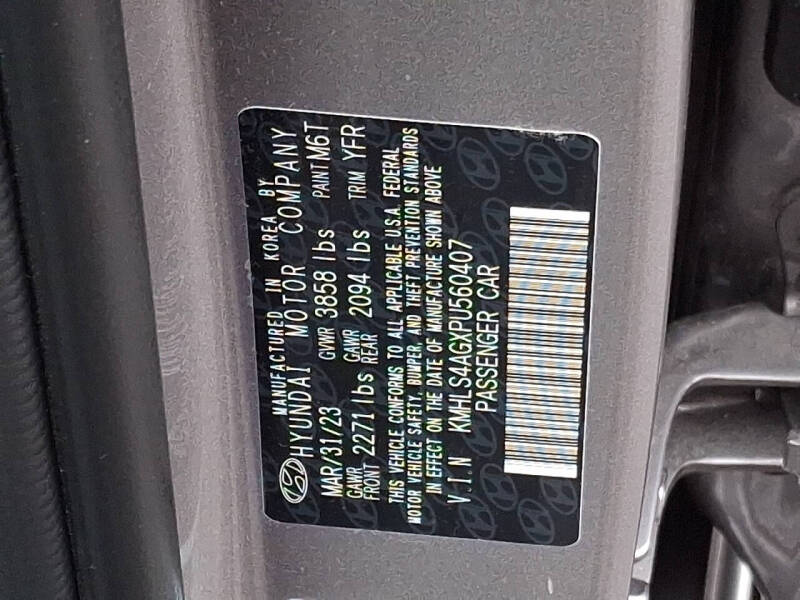 MANUFACTURED IN KOREA BY
HYUNDAI MOTOR COMPANY
MAR/31/23 GVWR 3858 lbs PAINT M6T
GAWR FRONT 2271 lbs GAWR REAR 2094 lbs TRIM YFR
THIS VEHICLE CONFORMS TO ALL APPLICABLE U.S.A. FEDERAL
MOTOR VEHICLE SAFETY, BUMPER, AND THEFT PREVENTION STANDARDS
IN EFFECT ON THE DATE OF MANUFACTURE SHOWN ABOVE
V.I.N KMHLS4AGXPU560407
PASSENGER CAR